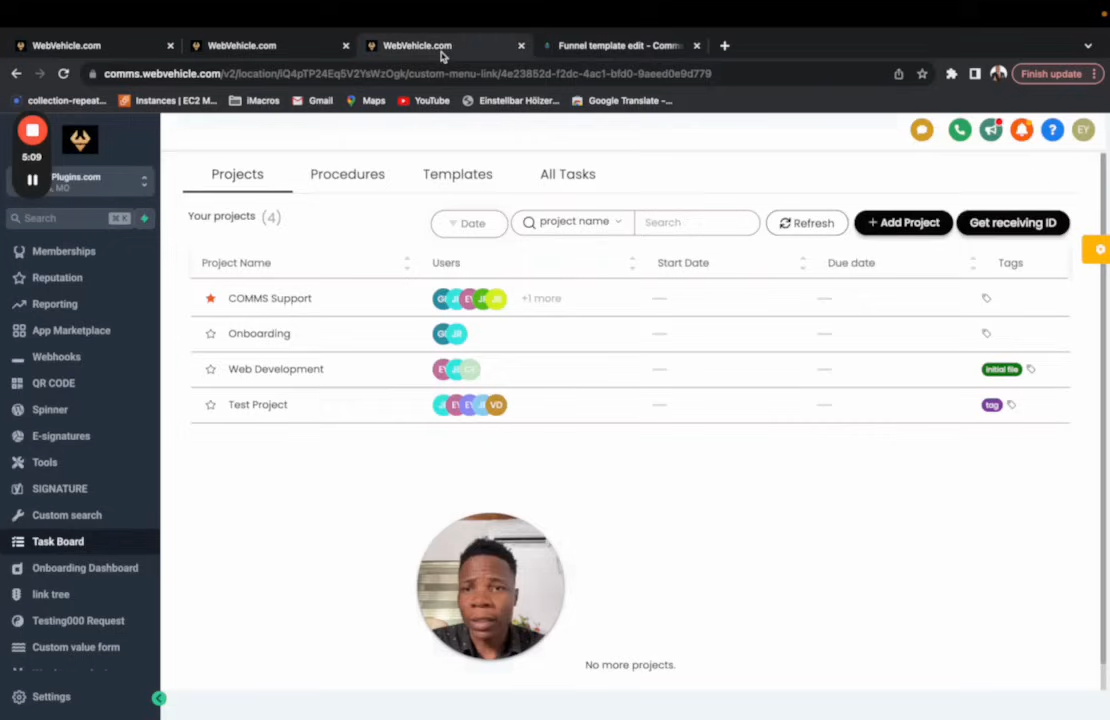 WebVehicle.com
WebVehicle.com
WebVehicle.com
Funnel template edit - Comm
comms.webvehicle.com/v2/location/iQ4pTP24Eq5V2YsWzOgk/custom-menu-link/4e23852d-f2dc-4ac1-bfd0-9aeed0e9d779
Finish update
collection-repeat...
Instances | EC2 M...
iMacros
Gmail
Maps
YouTube
Einstellbar Hölzer...
Google Translate -...
5:09
Plugins.com
MO
Search
⌘K
Memberships
Reputation
Reporting
App Marketplace
Webhooks
QR CODE
Spinner
E-signatures
Tools
SIGNATURE
Custom search
Task Board
Onboarding Dashboard
link tree
Testing000 Request
Custom value form
Settings
EY
Projects
Procedures
Templates
All Tasks
Your projects (4)
Date
project name
Search
Refresh
+ Add Project
Get receiving ID
Project Name
Users
Start Date
Due date
Tags
COMMS Support
+1 more
Onboarding
Web Development
initial file
Test Project
VD
tag
No more projects.